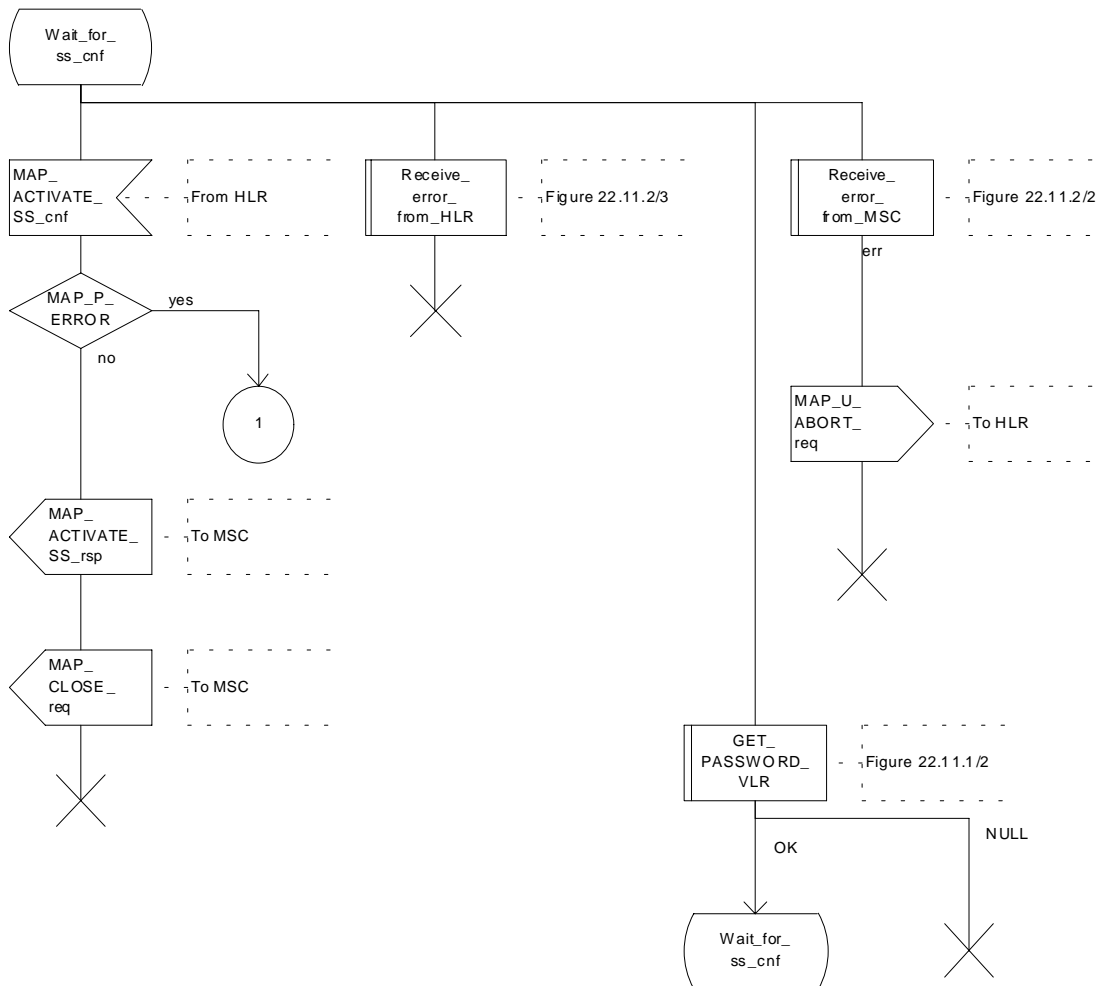 Wait_for_
ss_cnf
MAP_
ACTIVATE_
SS_cnf
From HLR
Receive_
error_
from_HLR
Figure 22.11.2/3
Receive_
error_
from_MSC
Figure 22.11.2/2
err
MAP_P_
ERROR
yes
no
1
MAP_U_
ABORT_
req
To HLR
MAP_
ACTIVATE_
SS_rsp
To MSC
MAP_
CLOSE_
req
To MSC
GET_
PASSWORD_
VLR
Figure 22.11.1/2
OK
NULL
Wait_for_
ss_cnf